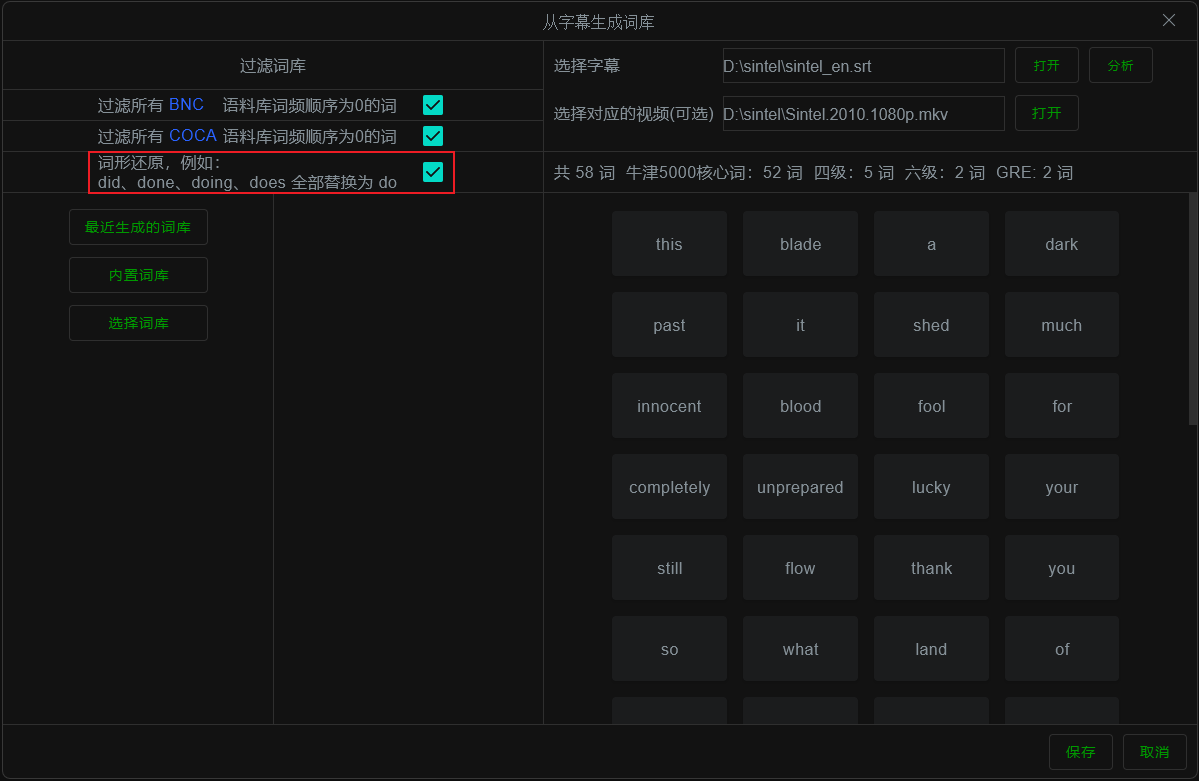 从字幕生成词库
过滤词库
过滤所有 BNC 语料库词频顺序为0的词
过滤所有 COCA 语料库词频顺序为0的词
词形还原，例如：
did、done、doing、does 全部替换为 do
最近生成的词库
内置词库
选择词库
选择字幕 D:\sintel\sintel_en.srt 打开 分析
选择对应的视频(可选) D:\sintel\Sintel.2010.1080p.mkv 打开
共 58 词 牛津5000核心词：52 词 四级：5 词 六级：2 词 GRE: 2 词
this blade a dark
past it shed much
innocent blood fool for
completely unprepared lucky your
still flow thank you
so what land of
保存 取消